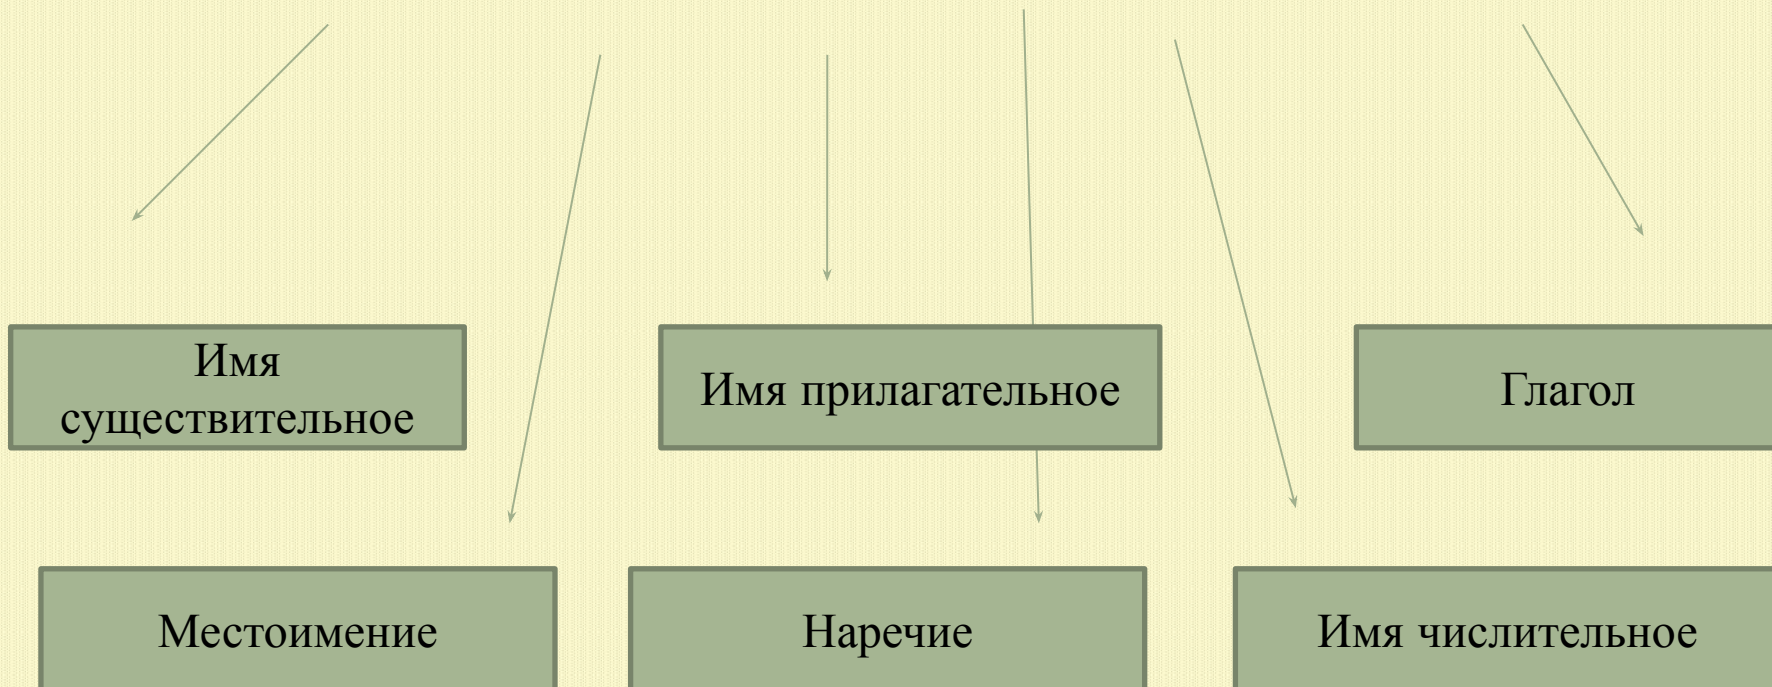 Имя
существительное
Имя прилагательное
Глагол
Местоимение
Наречие
Имя числительное